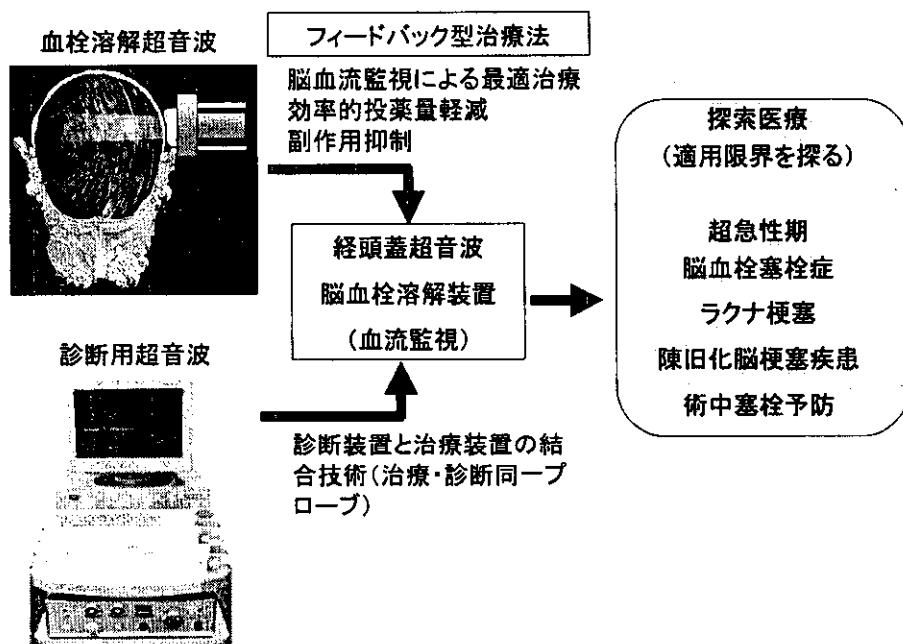 血栓溶解超音波
フィードバック型治療法
脳血流監視による最適治療
効率的投薬量軽減
副作用抑制
経頭蓋超音波
脳血栓溶解装置
(血流監視)
診断用超音波
診断装置と治療装置の結
合技術(治療・診断同一プ
ローブ)
探索医療
(適用限界を探る)
超急性期
脳血栓塞栓症
ラクナ梗塞
陳旧化脳梗塞疾患
術中塞栓予防